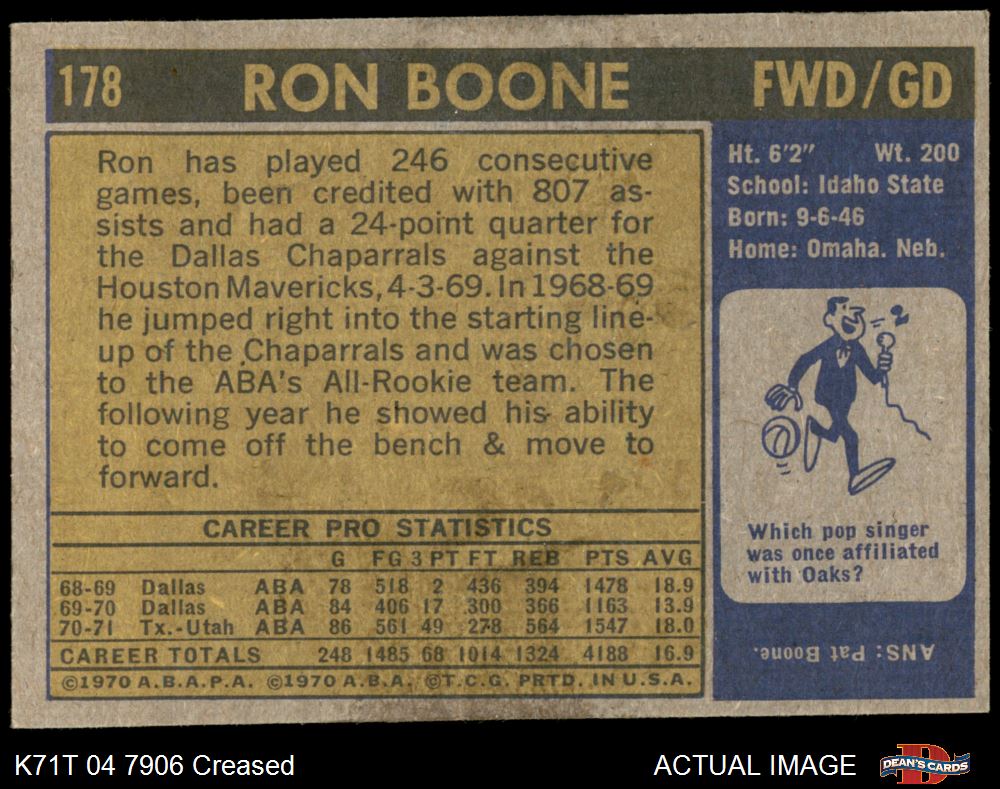 178 RON BOONE FWD/GD
Ron has played 246 consecutive
games, been credited with 807 as-
sists and had a 24-point quarter for
the Dallas Chaparrals against the
Houston Mavericks, 4-3-69. In 1968-69
he jumped right into the starting line-
up of the Chaparrals and was chosen
to the ABA's All-Rookie team. The
following year he showed his ability
to come off the bench & move to
forward.
Ht. 6'2" Wt. 200
School: Idaho State
Born: 9-6-46
Home: Omaha. Neb.
Which pop singer
was once affiliated
with Oaks?
ANS: Pat Boone.
CAREER PRO STATISTICS
G FG 3PT FT REB PTS AVG
68-69 Dallas ABA 78 518 2 436 394 1478 18.9
69-70 Dallas ABA 84 406 17 300 366 1163 13.9
70-71 Tx.-Utah ABA 86 561 49 278 564 1547 18.0
CAREER TOTALS 248 1485 68 1014 1324 4188 16.9
©1970 A.B.A.P.A. ©1970 A.B.A. ©T.C.G. PRTD. IN U.S.A.
K71T 04 7906 Creased ACTUAL IMAGE
DEAN'S CARDS